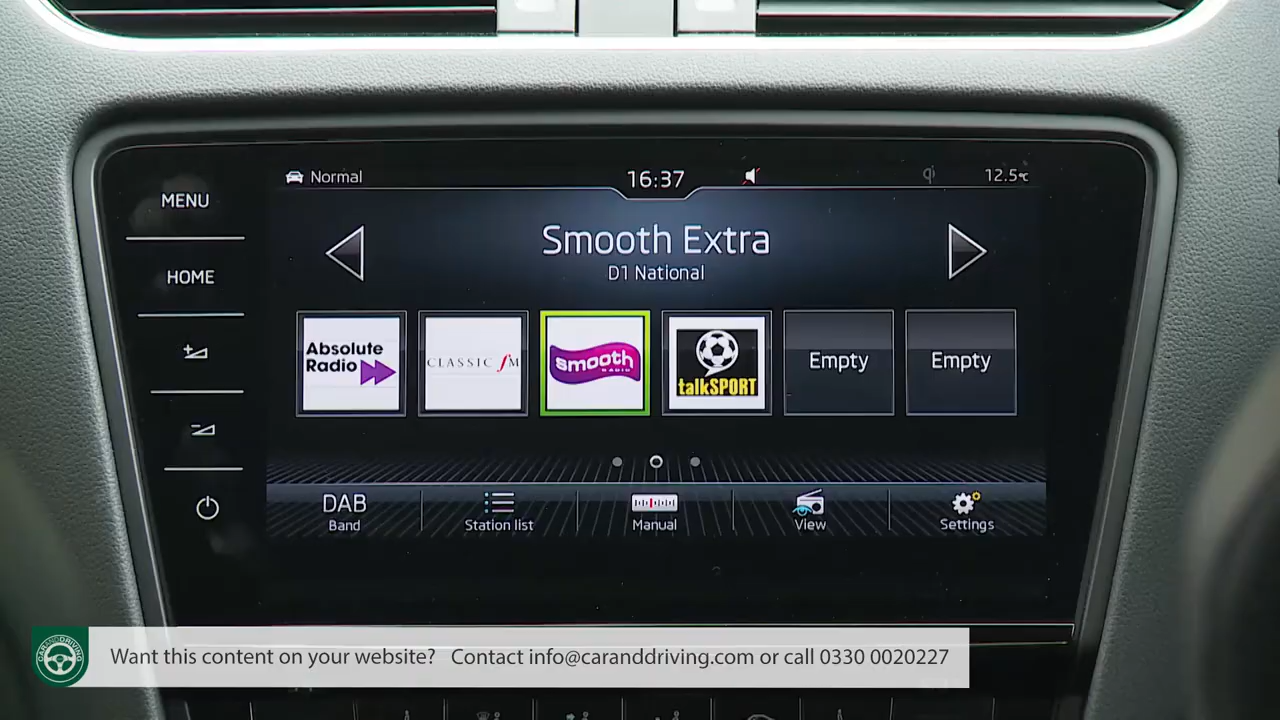 MENU
HOME
Normal
16:37
12.5°C
Smooth Extra
D1 National
Absolute
Radio
CLASSIC fM
smooth
RADIO
talkSPORT
Empty
Empty
DAB
Band
Station list
Manual
View
Settings
CARANDDRIVING
Want this content on your website? Contact info@caranddriving.com or call 0330 0020227